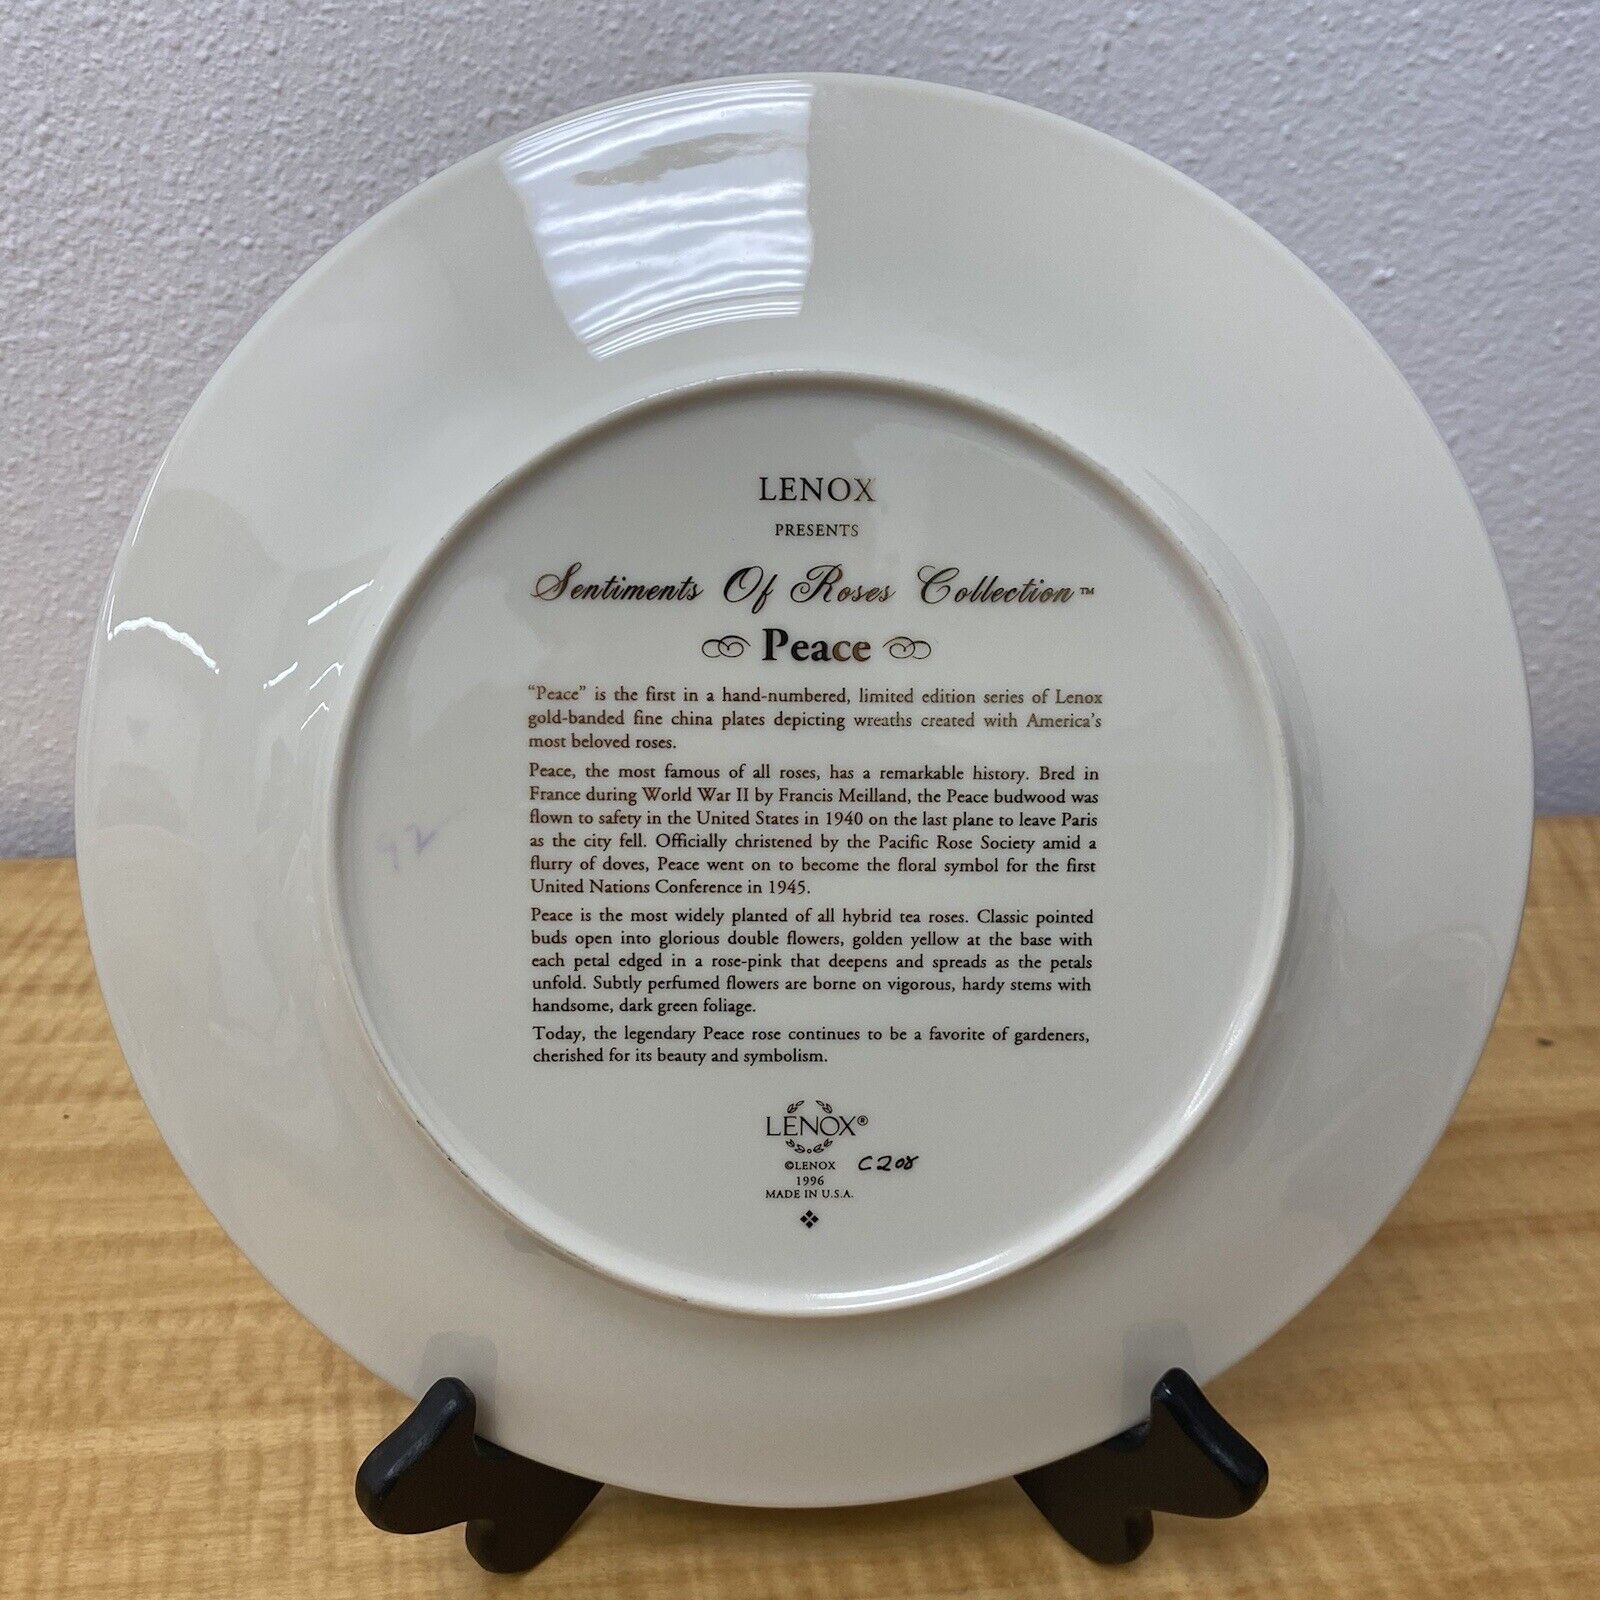 LENOX
PRESENTS
Sentiments Of Roses Collection™
Peace
"Peace" is the first in a hand-numbered, limited edition series of Lenox
gold-banded fine china plates depicting wreaths created with America's
most beloved roses.
Peace, the most famous of all roses, has a remarkable history. Bred in
France during World War II by Francis Meilland, the Peace budwood was
flown to safety in the United States in 1940 on the last plane to leave Paris
as the city fell. Officially christened by the Pacific Rose Society amid a
flurry of doves, Peace went on to become the floral symbol for the first
United Nations Conference in 1945.
Peace is the most widely planted of all hybrid tea roses. Classic pointed
buds open into glorious double flowers, golden yellow at the base with
each petal edged in a rose-pink that deepens and spreads as the petals
unfold. Subtly perfumed flowers are borne on vigorous, hardy stems with
handsome, dark green foliage.
Today, the legendary Peace rose continues to be a favorite of gardeners,
cherished for its beauty and symbolism.
LENOX®
©LENOX C208
1996
MADE IN U.S.A.